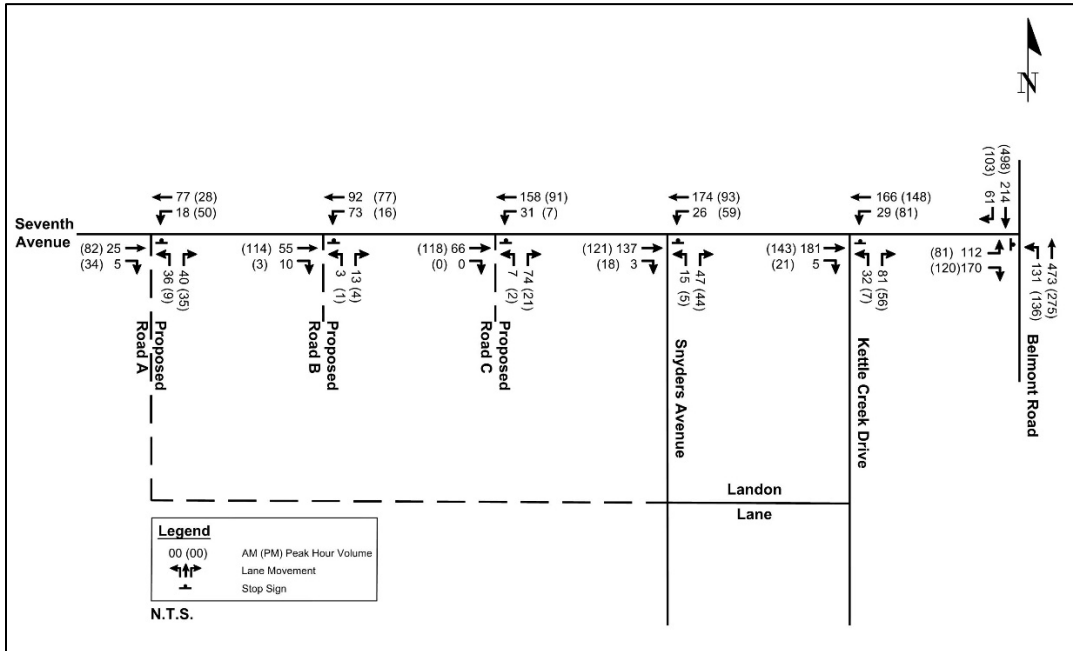 N
(498) 214
(103) 61
77 (28)
18 (50)
92 (77)
73 (16)
158 (91)
31 (7)
174 (93)
26 (59)
166 (148)
29 (81)
Seventh
Avenue
(82) 25
(34) 5
36 (9)
40 (35)
(114) 55
(3) 10
3 (1)
13 (4)
(118) 66
(0) 0
7 (2)
74 (21)
(121) 137
(18) 3
15 (5)
47 (44)
(143) 181
(21) 5
32 (7)
81 (56)
(81) 112
(120)170
131 (136)
473 (275)
Proposed
Road A
Proposed
Road B
Proposed
Road C
Snyders Avenue
Kettle Creek Drive
Belmont Road
Landon
Lane
Legend
00 (00) AM (PM) Peak Hour Volume
Lane Movement
Stop Sign
N.T.S.